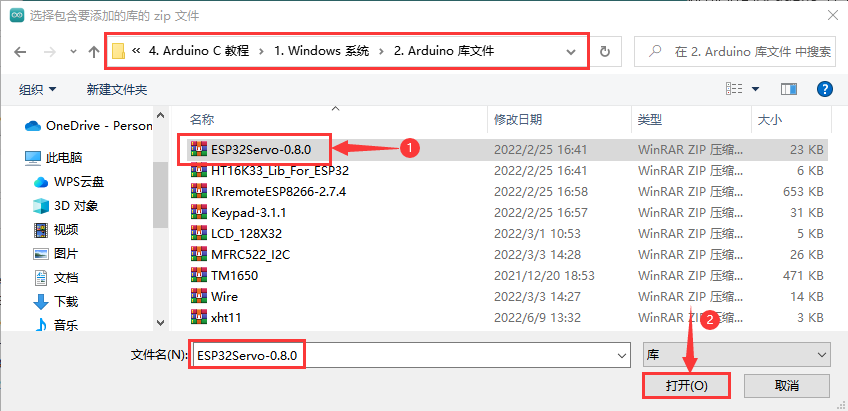 选择包含要添加的库的 zip 文件
« 4. Arduino C 教程 › 1. Windows 系统 › 2. Arduino 库文件
在 2. Arduino 库文件 中搜索
组织 新建文件夹
名称 修改日期 类型 大小
OneDrive - Person
此电脑
WPS云盘
3D 对象
视频
图片
文档
下载
音乐
ESP32Servo-0.8.0 2022/2/25 16:41 WinRAR ZIP 压缩... 23 KB
HT16K33_Lib_For_ESP32 2022/2/25 16:41 WinRAR ZIP 压缩... 6 KB
IRremoteESP8266-2.7.4 2022/2/25 16:58 WinRAR ZIP 压缩... 653 KB
Keypad-3.1.1 2022/2/25 16:57 WinRAR ZIP 压缩... 31 KB
LCD_128X32 2022/3/1 10:53 WinRAR ZIP 压缩... 5 KB
MFRC522_I2C 2022/3/3 14:28 WinRAR ZIP 压缩... 26 KB
TM1650 2021/12/20 18:53 WinRAR ZIP 压缩... 471 KB
Wire 2022/3/3 14:27 WinRAR ZIP 压缩... 14 KB
xht11 2022/6/9 13:32 WinRAR ZIP 压缩... 3 KB
1
2
文件名(N): ESP32Servo-0.8.0 库
打开(O) 取消